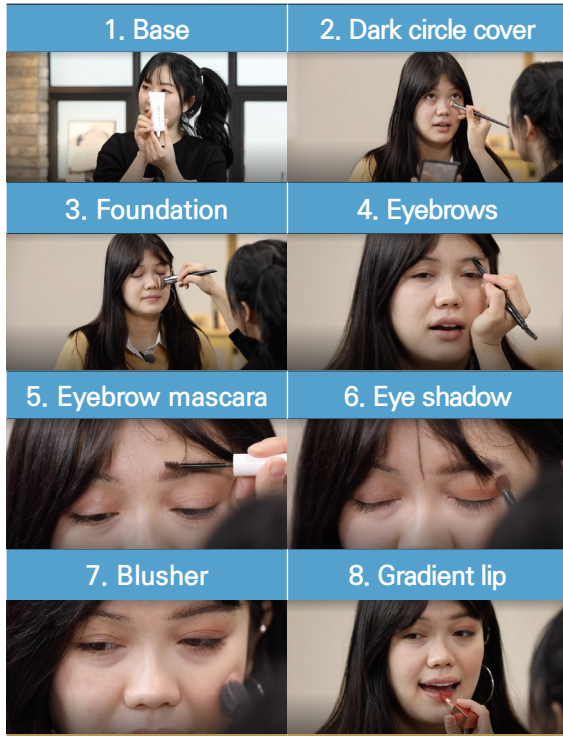 1. Base
2. Dark circle cover
3. Foundation
4. Eyebrows
5. Eyebrow mascara
6. Eye shadow
7. Blusher
8. Gradient lip